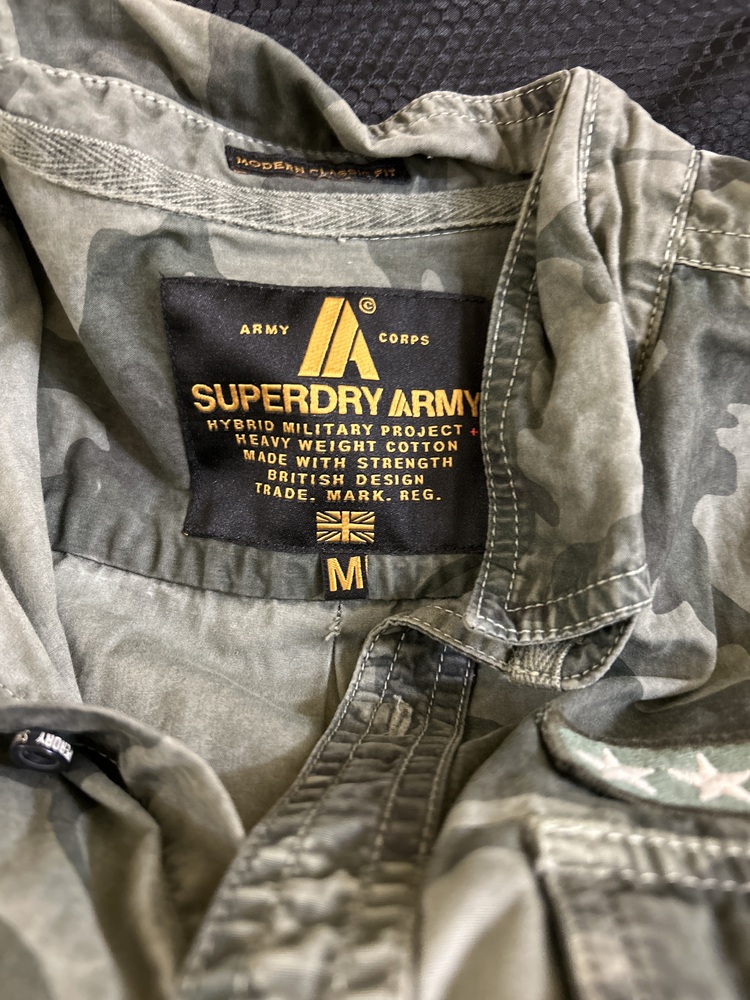 MODERN CLASSIC FIT
©
ARMY CORPS
SUPERDRY ARMY
HYBRID MILITARY PROJECT +
HEAVY WEIGHT COTTON
MADE WITH STRENGTH
BRITISH DESIGN
TRADE. MARK. REG.
M